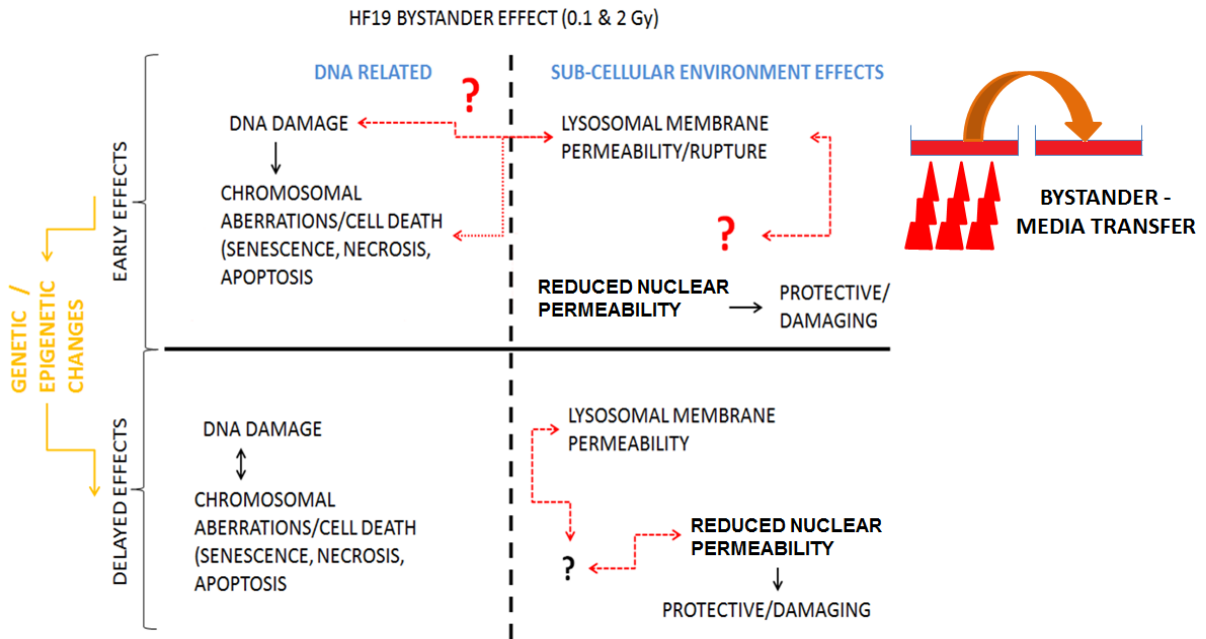 HF19 BYSTANDER EFFECT (0.1 & 2 Gy)
DNA RELATED
SUB-CELLULAR ENVIRONMENT EFFECTS
?
DNA DAMAGE
LYSOSOMAL MEMBRANE
PERMEABILITY/RUPTURE
CHROMOSOMAL
ABERRATIONS/CELL DEATH
(SENESCENCE, NECROSIS,
APOPTOSIS
?
REDUCED NUCLEAR
PERMEABILITY
PROTECTIVE/
DAMAGING
BYSTANDER -
MEDIA TRANSFER
EARLY EFFECTS
GENETIC /
EPIGENETIC
CHANGES
DELAYED EFFECTS
DNA DAMAGE
CHROMOSOMAL
ABERRATIONS/CELL DEATH
(SENESCENCE, NECROSIS,
APOPTOSIS
LYSOSOMAL MEMBRANE
PERMEABILITY
?
REDUCED NUCLEAR
PERMEABILITY
PROTECTIVE/DAMAGING